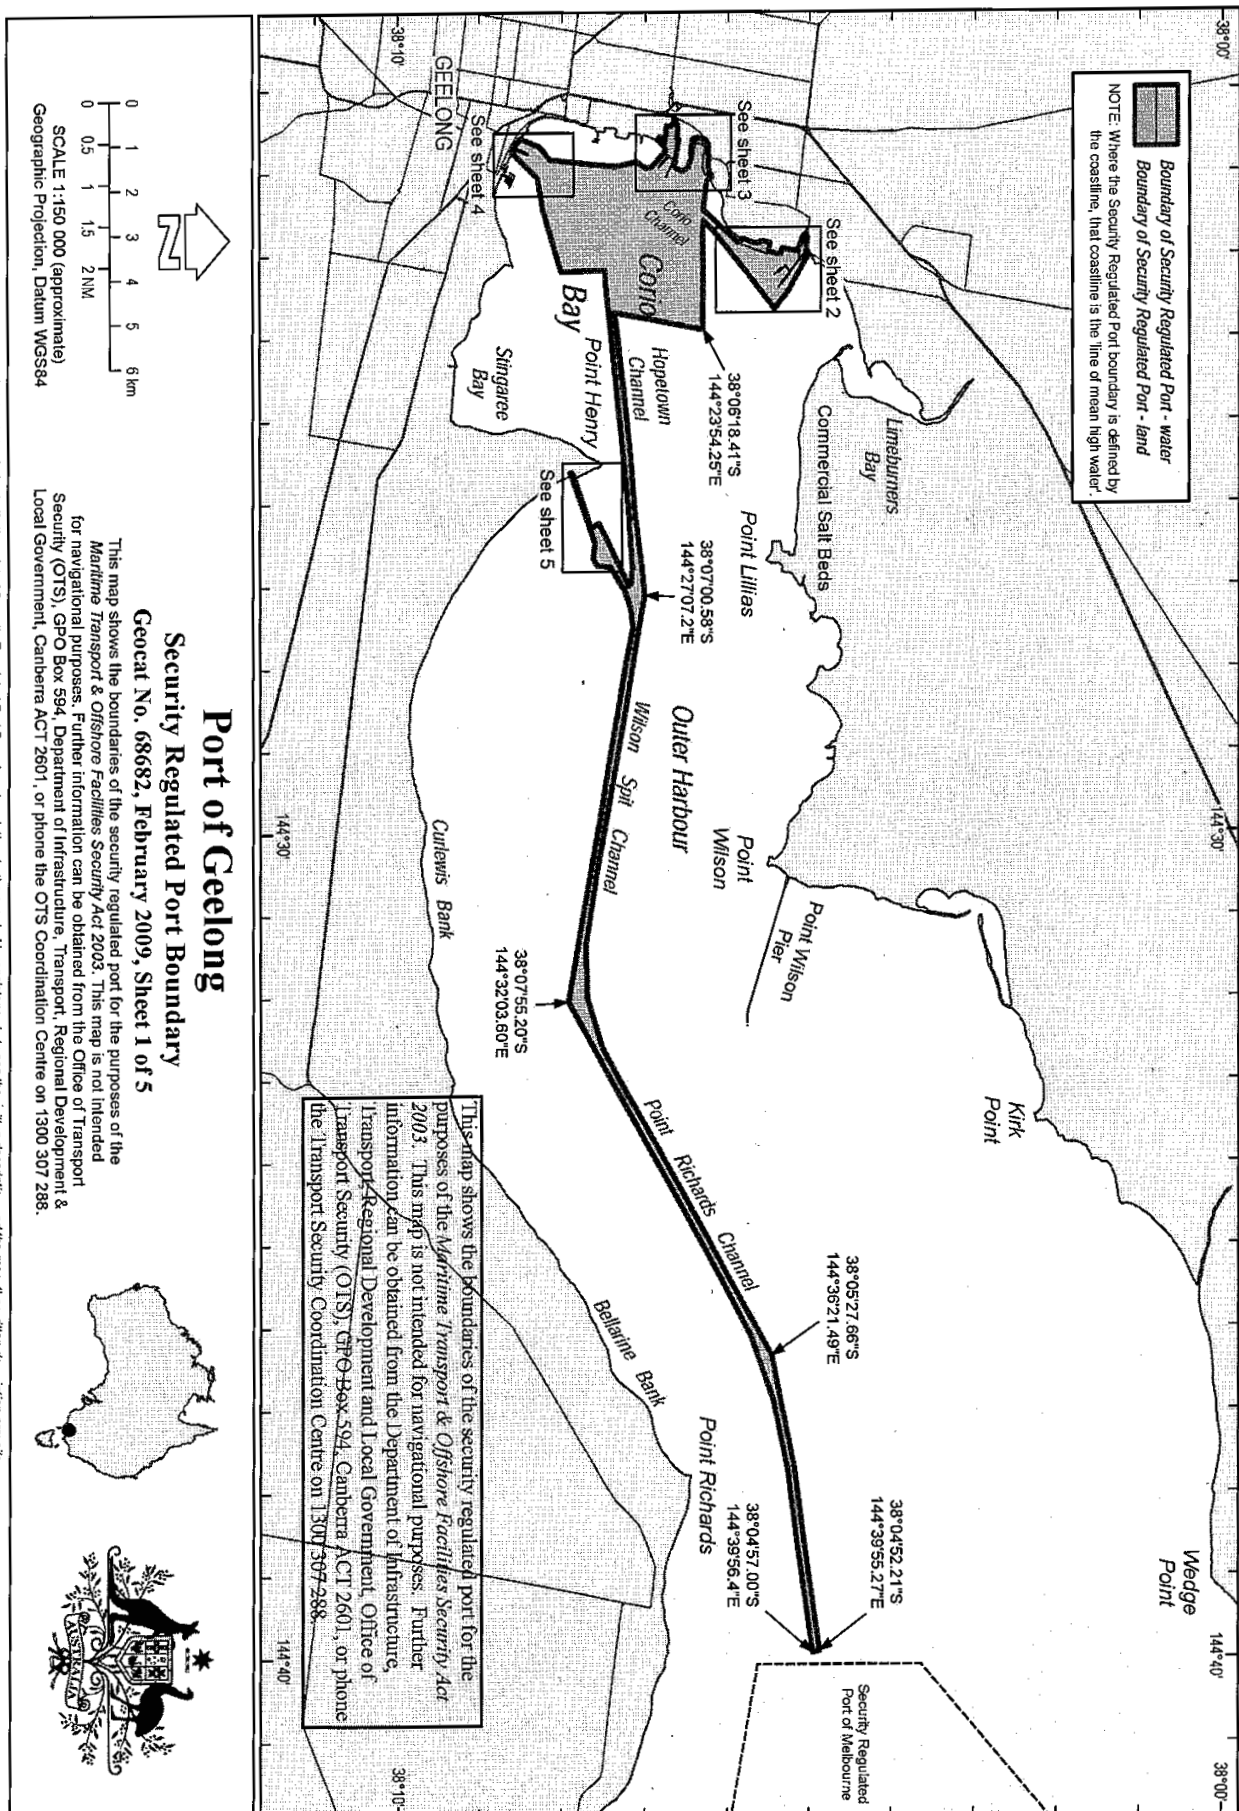 38°00'
144°30'
144°40'
38°00'
Boundary of Security Regulated Port - water
Boundary of Security Regulated Port - land
NOTE: Where the Security Regulated Port boundary is defined by
the coastline, that coastline is the 'line of mean high water'.
Wedge
Point
Kirk
Point
Limeburners
Bay
Commercial Salt Beds
Security Regulated
Port of Melbourne
38°04'52.21"S
144°39'55.27"E
38°05'27.66"S
144°36'21.49"E
See sheet 2
Point Wilson
Pier
Point
Wilson
Point Lillias
See sheet 3
38°06'18.41"S
144°23'54.25"E
38°04'57.00"S
144°39'56.4"E
38°07'00.58"S
144°27'07.2"E
Point Richards
Outer Harbour
Corio
Channel
Corio
Bay
Hopetown
Channel
Wilson Spit Channel
Point Richards Channel
Point Henry
See sheet 5
Bellarine Bank
38°07'55.20"S
144°32'03.60"E
Stingaree
Bay
See sheet 4
GEELONG
Curlewis Bank
This map shows the boundaries of the security regulated port for the
purposes of the Maritime Transport & Offshore Facilities Security Act
2003. This map is not intended for navigational purposes. Further
information can be obtained from the Department of Infrastructure,
Transport, Regional Development and Local Government, Office of
Transport Security (OTS), GPO Box 594, Canberra ACT 2601, or phone
the Transport Security Coordination Centre on 1300 307 288.
38°10'
38°10'
144°30'
144°40'
Port of Geelong
Security Regulated Port Boundary
Geocat No. 68682, February 2009, Sheet 1 of 5
This map shows the boundaries of the security regulated port for the purposes of the
Maritime Transport & Offshore Facilities Security Act 2003. This map is not intended
for navigational purposes. Further information can be obtained from the Office of Transport
Security (OTS), GPO Box 594, Department of Infrastructure, Transport, Regional Development &
Local Government, Canberra ACT 2601, or phone the OTS Coordination Centre on 1300 307 288.
N
0 1 2 3 4 5 6 km
0 0.5 1 1.5 2 NM
SCALE 1:150 000 (approximate)
Geographic Projection, Datum WGS84
AUSTRALIA